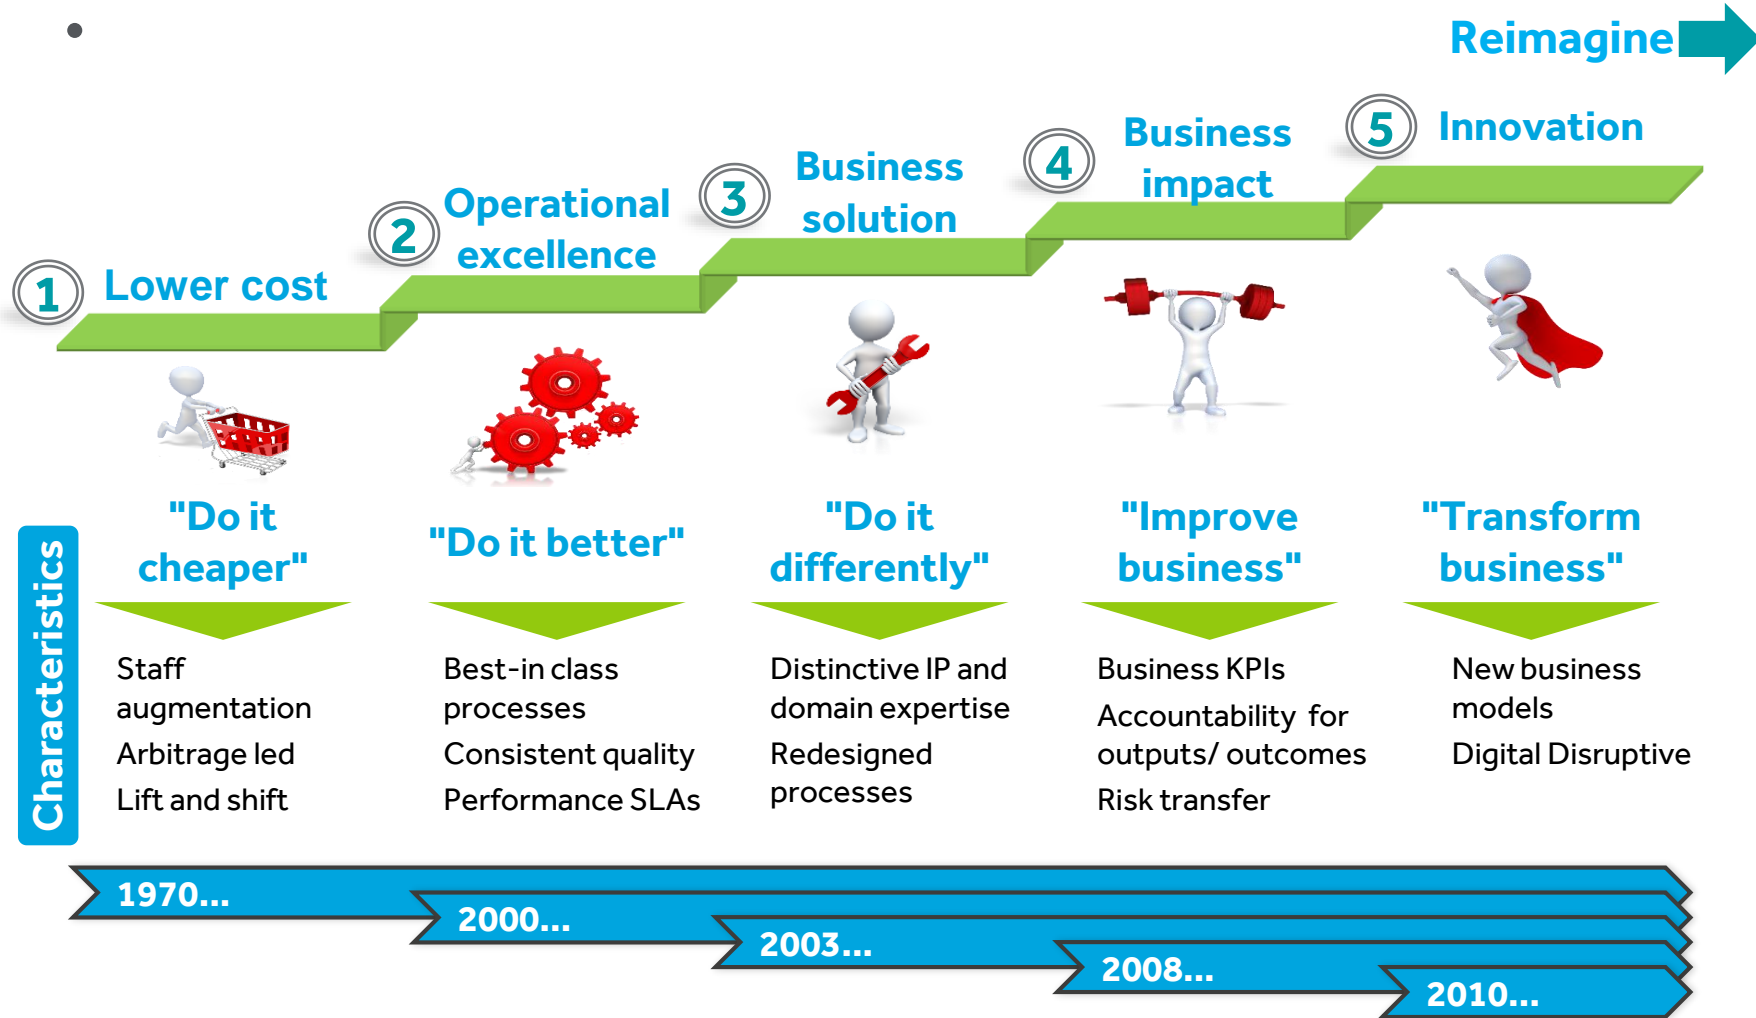 Reimagine
1
Lower cost
2
Operational
excellence
3
Business
solution
4
Business
impact
5
Innovation
Characteristics
"Do it
cheaper"
Staff
augmentation
Arbitrage led
Lift and shift
"Do it better"
Best-in class
processes
Consistent quality
Performance SLAs
"Do it
differently"
Distinctive IP and
domain expertise
Redesigned
processes
"Improve
business"
Business KPIs
Accountability for
outputs/ outcomes
Risk transfer
"Transform
business"
New business
models
Digital Disruptive
1970...
2000...
2003...
2008...
2010...